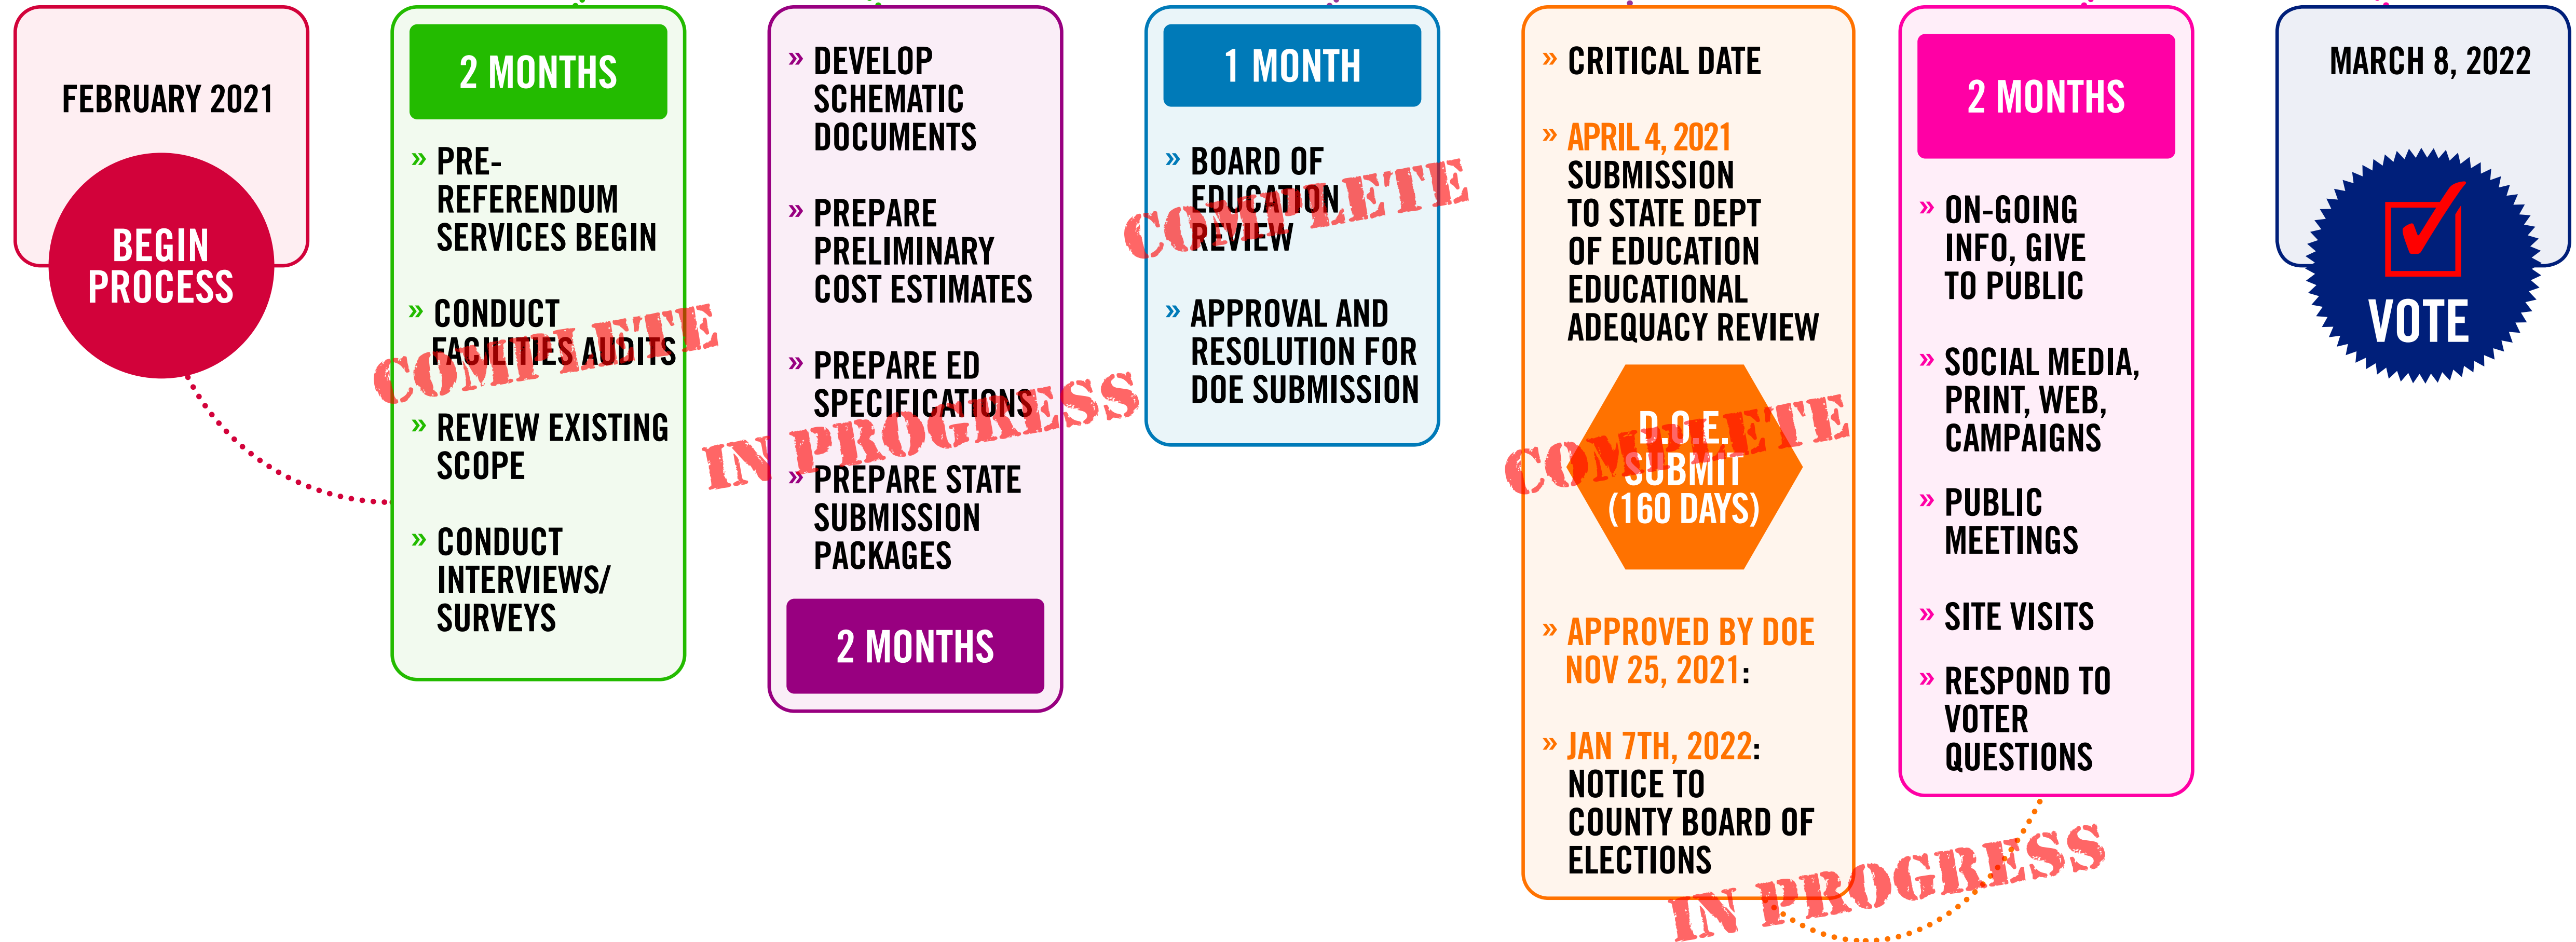 FEBRUARY 2021
BEGIN
PROCESS
2 MONTHS
» PRE-
REFERENDUM
SERVICES BEGIN
» CONDUCT
FACILITIES AUDITS
COMPLETE
» REVIEW EXISTING
SCOPE
» CONDUCT
INTERVIEWS/
SURVEYS
» DEVELOP
SCHEMATIC
DOCUMENTS
» PREPARE
PRELIMINARY
COST ESTIMATES
» PREPARE ED
SPECIFICATIONS
IN PROGRESS
» PREPARE STATE
SUBMISSION
PACKAGES
2 MONTHS
1 MONTH
» BOARD OF
EDUCATION
REVIEW
COMPLETE
» APPROVAL AND
RESOLUTION FOR
DOE SUBMISSION
» CRITICAL DATE
» APRIL 4, 2021
SUBMISSION
TO STATE DEPT
OF EDUCATION
EDUCATIONAL
ADEQUACY REVIEW
D.O.E.
SUBMIT
(160 DAYS)
COMPLETE
» APPROVED BY DOE
NOV 25, 2021:
» JAN 7TH, 2022:
NOTICE TO
COUNTY BOARD OF
ELECTIONS
IN PROGRESS
2 MONTHS
» ON-GOING
INFO, GIVE
TO PUBLIC
» SOCIAL MEDIA,
PRINT, WEB,
CAMPAIGNS
» PUBLIC
MEETINGS
» SITE VISITS
» RESPOND TO
VOTER
QUESTIONS
MARCH 8, 2022
VOTE